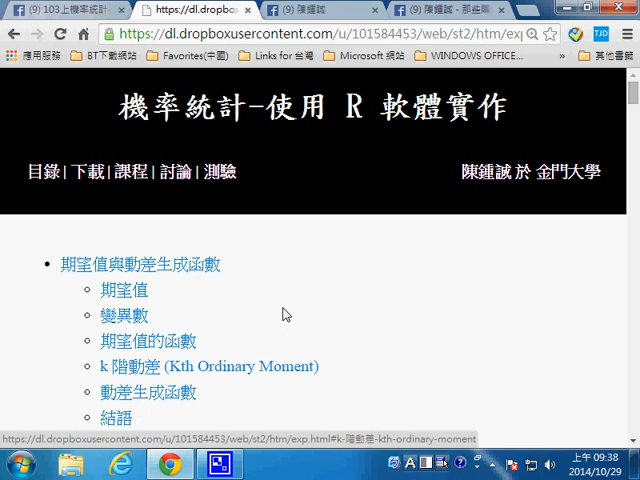 (9) 103上機率統計
https://dl.dropboxuserco
(9) 陳鍾誠
(9) 陳鍾誠 - 那些剛
https://dl.dropboxusercontent.com/u/101584453/web/st2/htm/exp
TJD
應用服務
BT下載網站
Favorites(中國)
Links for 台灣
Microsoft 網站
WINDOWS OFFICE...
»
其他書籤
機率統計-使用 R 軟體實作
目錄 | 下載 | 課程 | 討論 | 測驗
陳鍾誠 於 金門大學
期望值與動差生成函數
期望值
變異數
期望值的函數
k 階動差 (Kth Ordinary Moment)
動差生成函數
結語
https://dl.dropboxusercontent.com/u/101584453/web/st2/htm/exp.html#k-階動差-kth-ordinary-moment
上午 09:38
2014/10/29